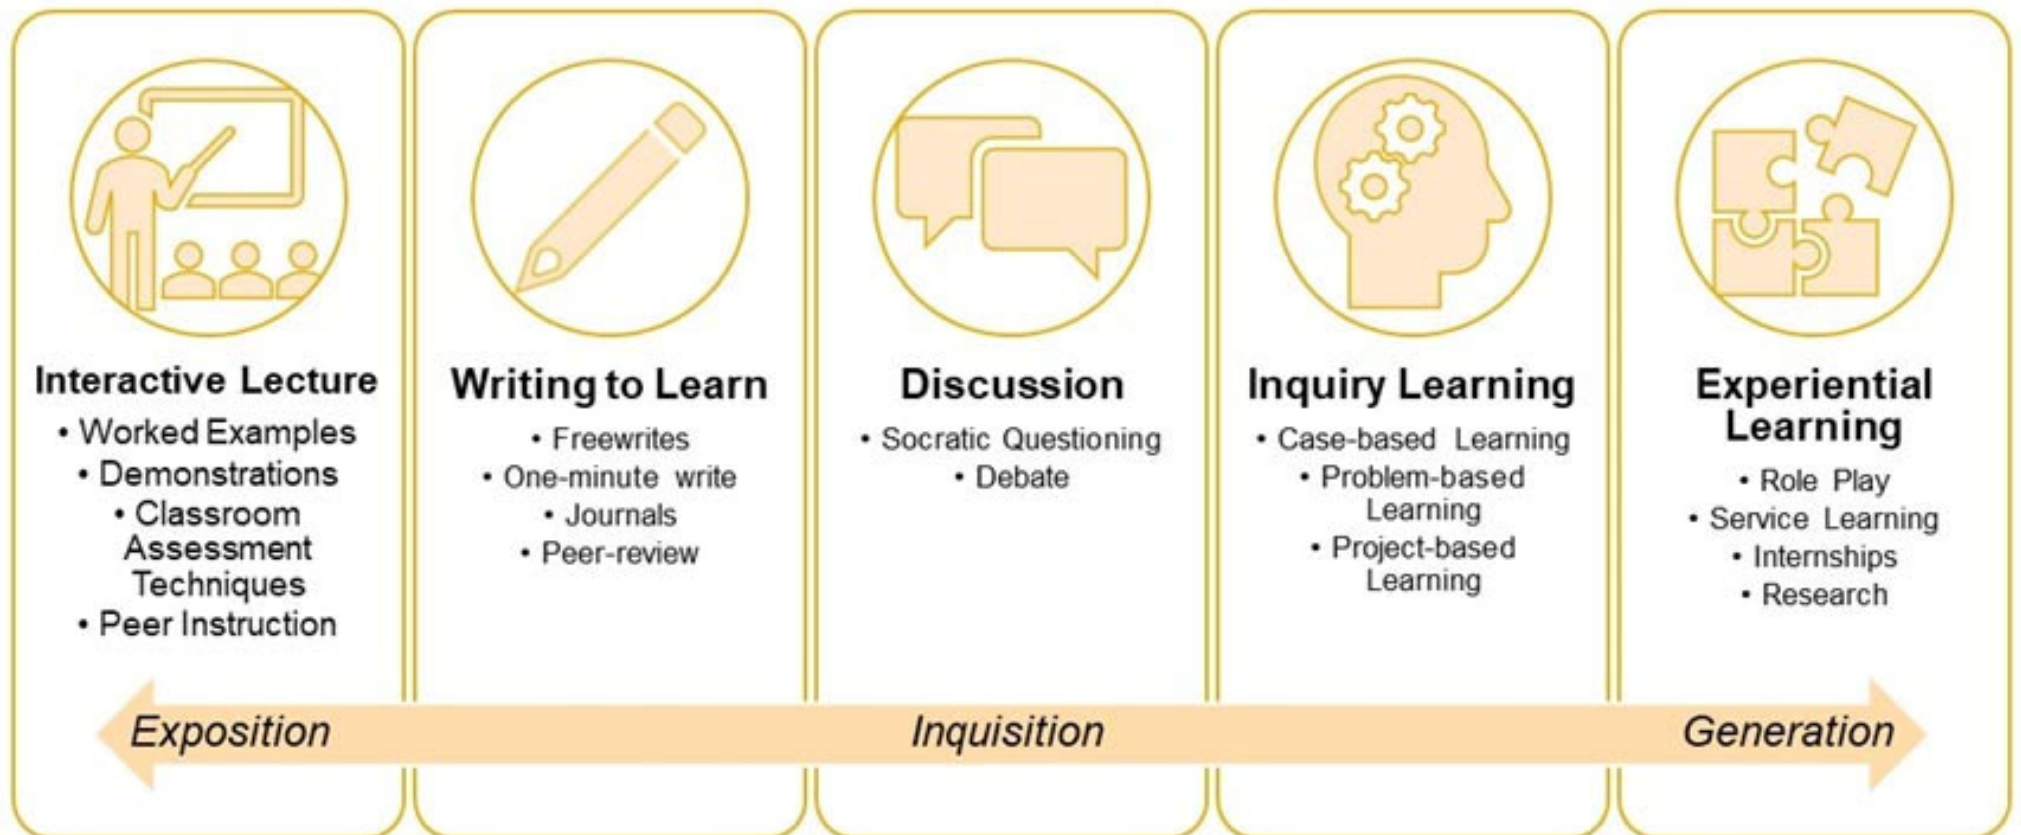 Interactive Lecture
• Worked Examples
• Demonstrations
• Classroom
Assessment
Techniques
• Peer Instruction
Writing to Learn
• Freewrites
• One-minute write
• Journals
• Peer-review
Discussion
• Socratic Questioning
• Debate
Inquiry Learning
• Case-based Learning
• Problem-based
Learning
• Project-based
Learning
Experiential
Learning
• Role Play
• Service Learning
• Internships
• Research
Exposition
Inquisition
Generation